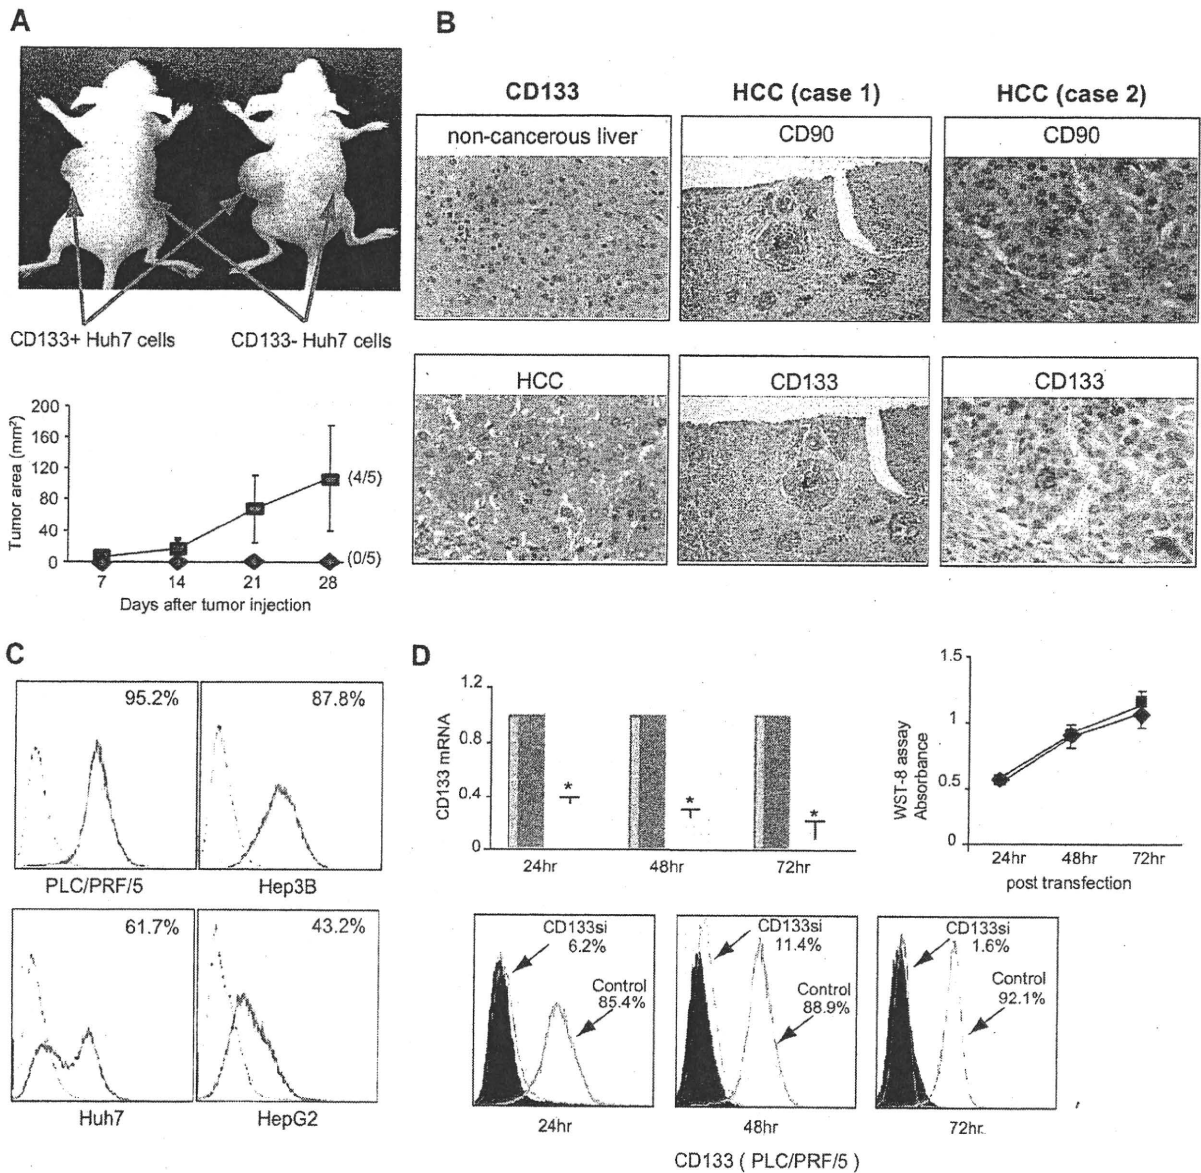 A
CD133+ Huh7 cells
CD133- Huh7 cells
Tumor area (mm²)
200
160
120
80
40
0
(4/5)
(0/5)
7 14 21 28
Days after tumor injection
B
CD133
HCC (case 1)
HCC (case 2)
non-cancerous liver
CD90
CD90
HCC
CD133
CD133
C
95.2%
87.8%
PLC/PRF/5
Hep3B
61.7%
43.2%
Huh7
HepG2
D
CD133 mRNA
1.2
0.8
0.4
0
*
*
*
24hr 48hr 72hr
WST-8 assay
Absorbance
1.5
1
0.5
0
24hr 48hr 72hr
post transfection
CD133si
6.2%
Control
85.4%
24hr
CD133si
11.4%
Control
88.9%
48hr
CD133si
1.6%
Control
92.1%
72hr
CD133 ( PLC/PRF/5 )